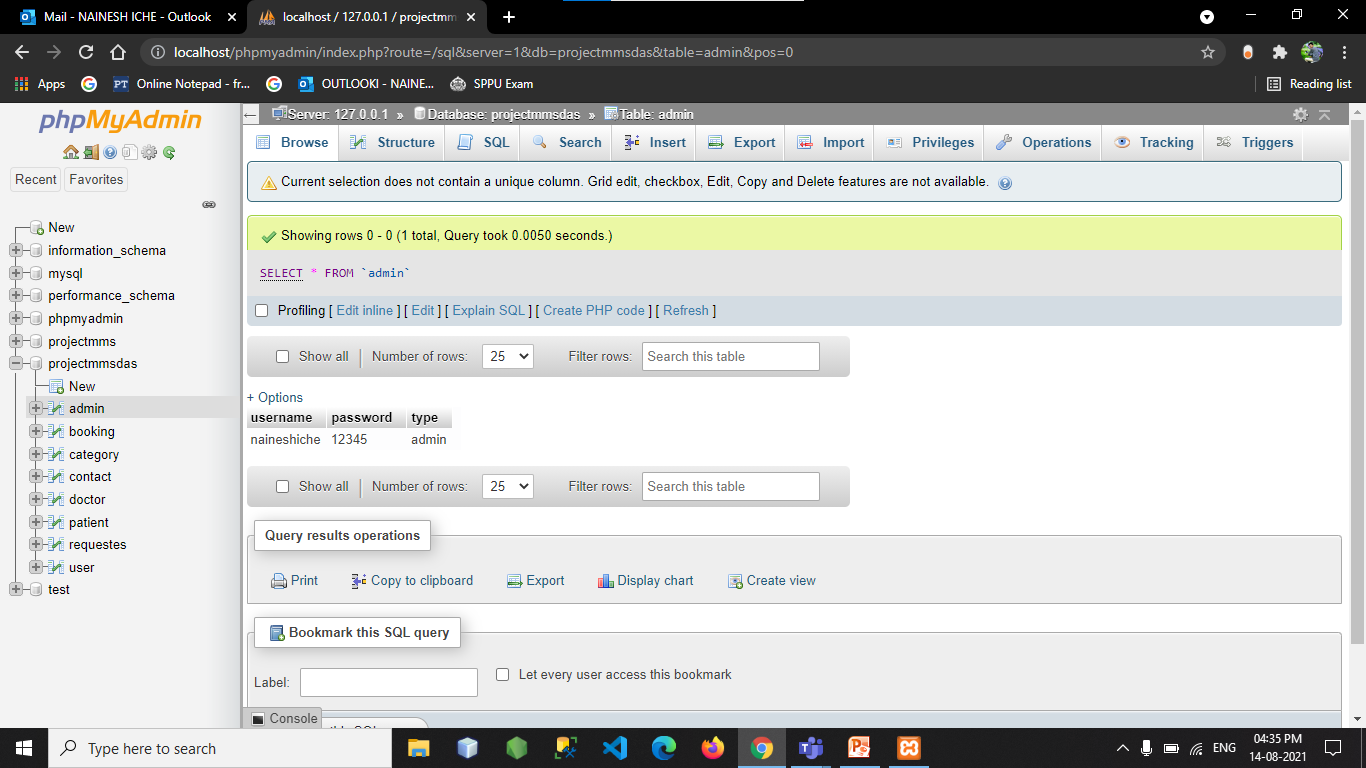 Mail - NAINESH ICHE - Outlook
localhost / 127.0.0.1 / projectmm
localhost/phpmyadmin/index.php?route=/sql&server=1&db=projectmmsdas&table=admin&pos=0
Apps
PT Online Notepad - fr...
OUTLOOKI - NAINE...
SPPU Exam
Reading list
phpMyAdmin
Recent Favorites
New
information_schema
mysql
performance_schema
phpmyadmin
projectmms
projectmmsdas
New
admin
booking
category
contact
doctor
patient
requestes
user
test
Server: 127.0.0.1 » Database: projectmmsdas » Table: admin
Browse Structure SQL Search Insert Export Import Privileges Operations Tracking Triggers
Current selection does not contain a unique column. Grid edit, checkbox, Edit, Copy and Delete features are not available.
Showing rows 0 - 0 (1 total, Query took 0.0050 seconds.)
SELECT * FROM `admin`
Profiling [ Edit inline ] [ Edit ] [ Explain SQL ] [ Create PHP code ] [ Refresh ]
Show all | Number of rows: 25 Filter rows: Search this table
+ Options
username password type
naineshiche 12345 admin
Show all | Number of rows: 25 Filter rows: Search this table
Query results operations
Print Copy to clipboard Export Display chart Create view
Bookmark this SQL query
Label: Let every user access this bookmark
Console
Type here to search
ENG
04:35 PM
14-08-2021